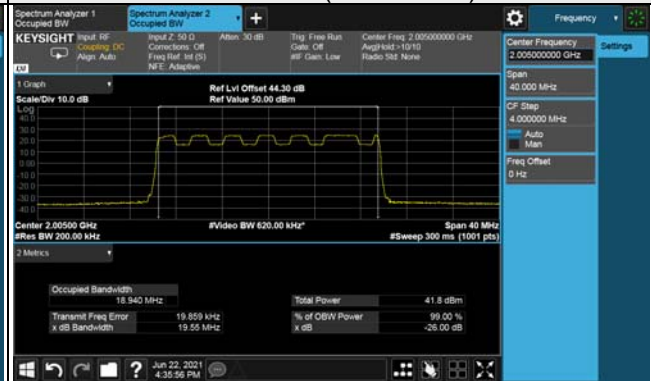 Spectrum Analyzer 1
Occupied BW
Spectrum Analyzer 2
Occupied BW
+
Frequency
KEYSIGHT
Input: RF
Coupling: DC
Align: Auto
Input Z: 50 Ω
Corrections: Off
Freq Ref: Int (S)
NFE: Adaptive
Atten: 30 dB
Trig: Free Run
Gate: Off
#IF Gain: Low
Center Freq: 2.005000000 GHz
Avg|Hold:>10/10
Radio Std: None
LXI
Center Frequency
2.005000000 GHz
Settings
Span
40.000 MHz
CF Step
4.000000 MHz
Auto
Man
Freq Offset
0 Hz
1 Graph
Scale/Div 10.0 dB
Ref Lvl Offset 44.30 dB
Ref Value 50.00 dBm
Log
40.0
30.0
20.0
10.0
0.00
-10.0
-20.0
-30.0
-40.0
Center 2.00500 GHz
#Res BW 200.00 kHz
#Video BW 620.00 kHz*
Span 40 MHz
#Sweep 300 ms (1001 pts)
2 Metrics
Occupied Bandwidth
18.940 MHz
Total Power
41.8 dBm
Transmit Freq Error
19.859 kHz
% of OBW Power
99.00 %
x dB Bandwidth
19.55 MHz
x dB
-26.00 dB
?
Jun 22, 2021
4:35:56 PM